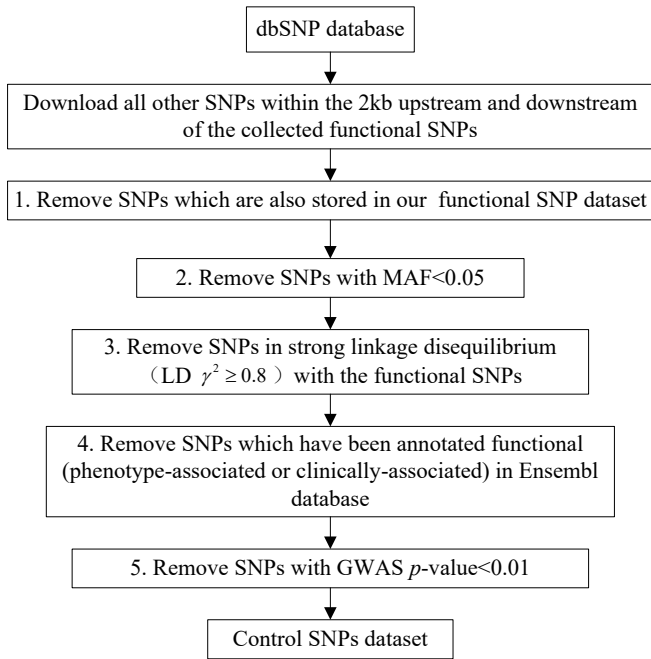 dbSNP database
Download all other SNPs within the 2kb upstream and downstream
of the collected functional SNPs
1. Remove SNPs which are also stored in our functional SNP dataset
2. Remove SNPs with MAF<0.05
3. Remove SNPs in strong linkage disequilibrium
（LD γ² ≥ 0.8 ）with the functional SNPs
4. Remove SNPs which have been annotated functional
(phenotype-associated or clinically-associated) in Ensembl
database
5. Remove SNPs with GWAS p-value<0.01
Control SNPs dataset